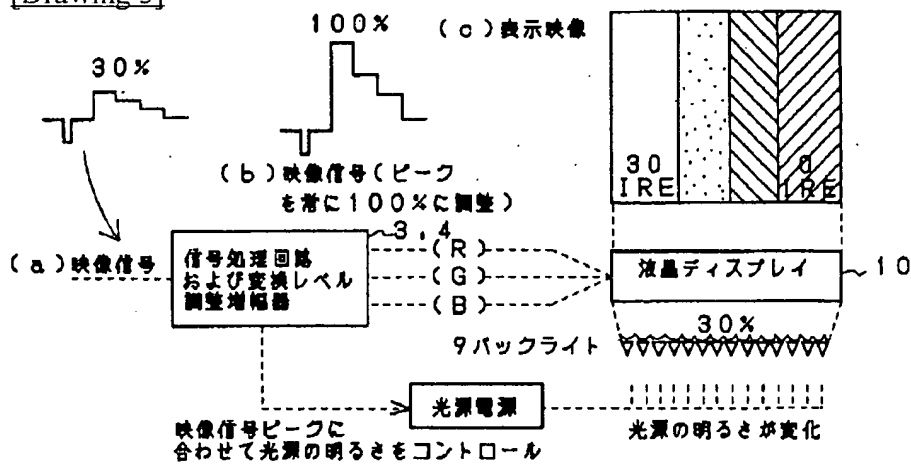 [Drawing 3]
100%
(c)表示映像
30%
(b)映像信号(ピーク
を常に100%に調整)
30
IRE
0
IRE
3,4
(a)映像信号
信号処理回路
および変換レベル
調整増幅器
(R)
(G)
(B)
液晶ディスプレイ
10
30%
9バックライト
光源電源
映像信号ピークに
合わせて光源の明るさをコントロール
光源の明るさが変化